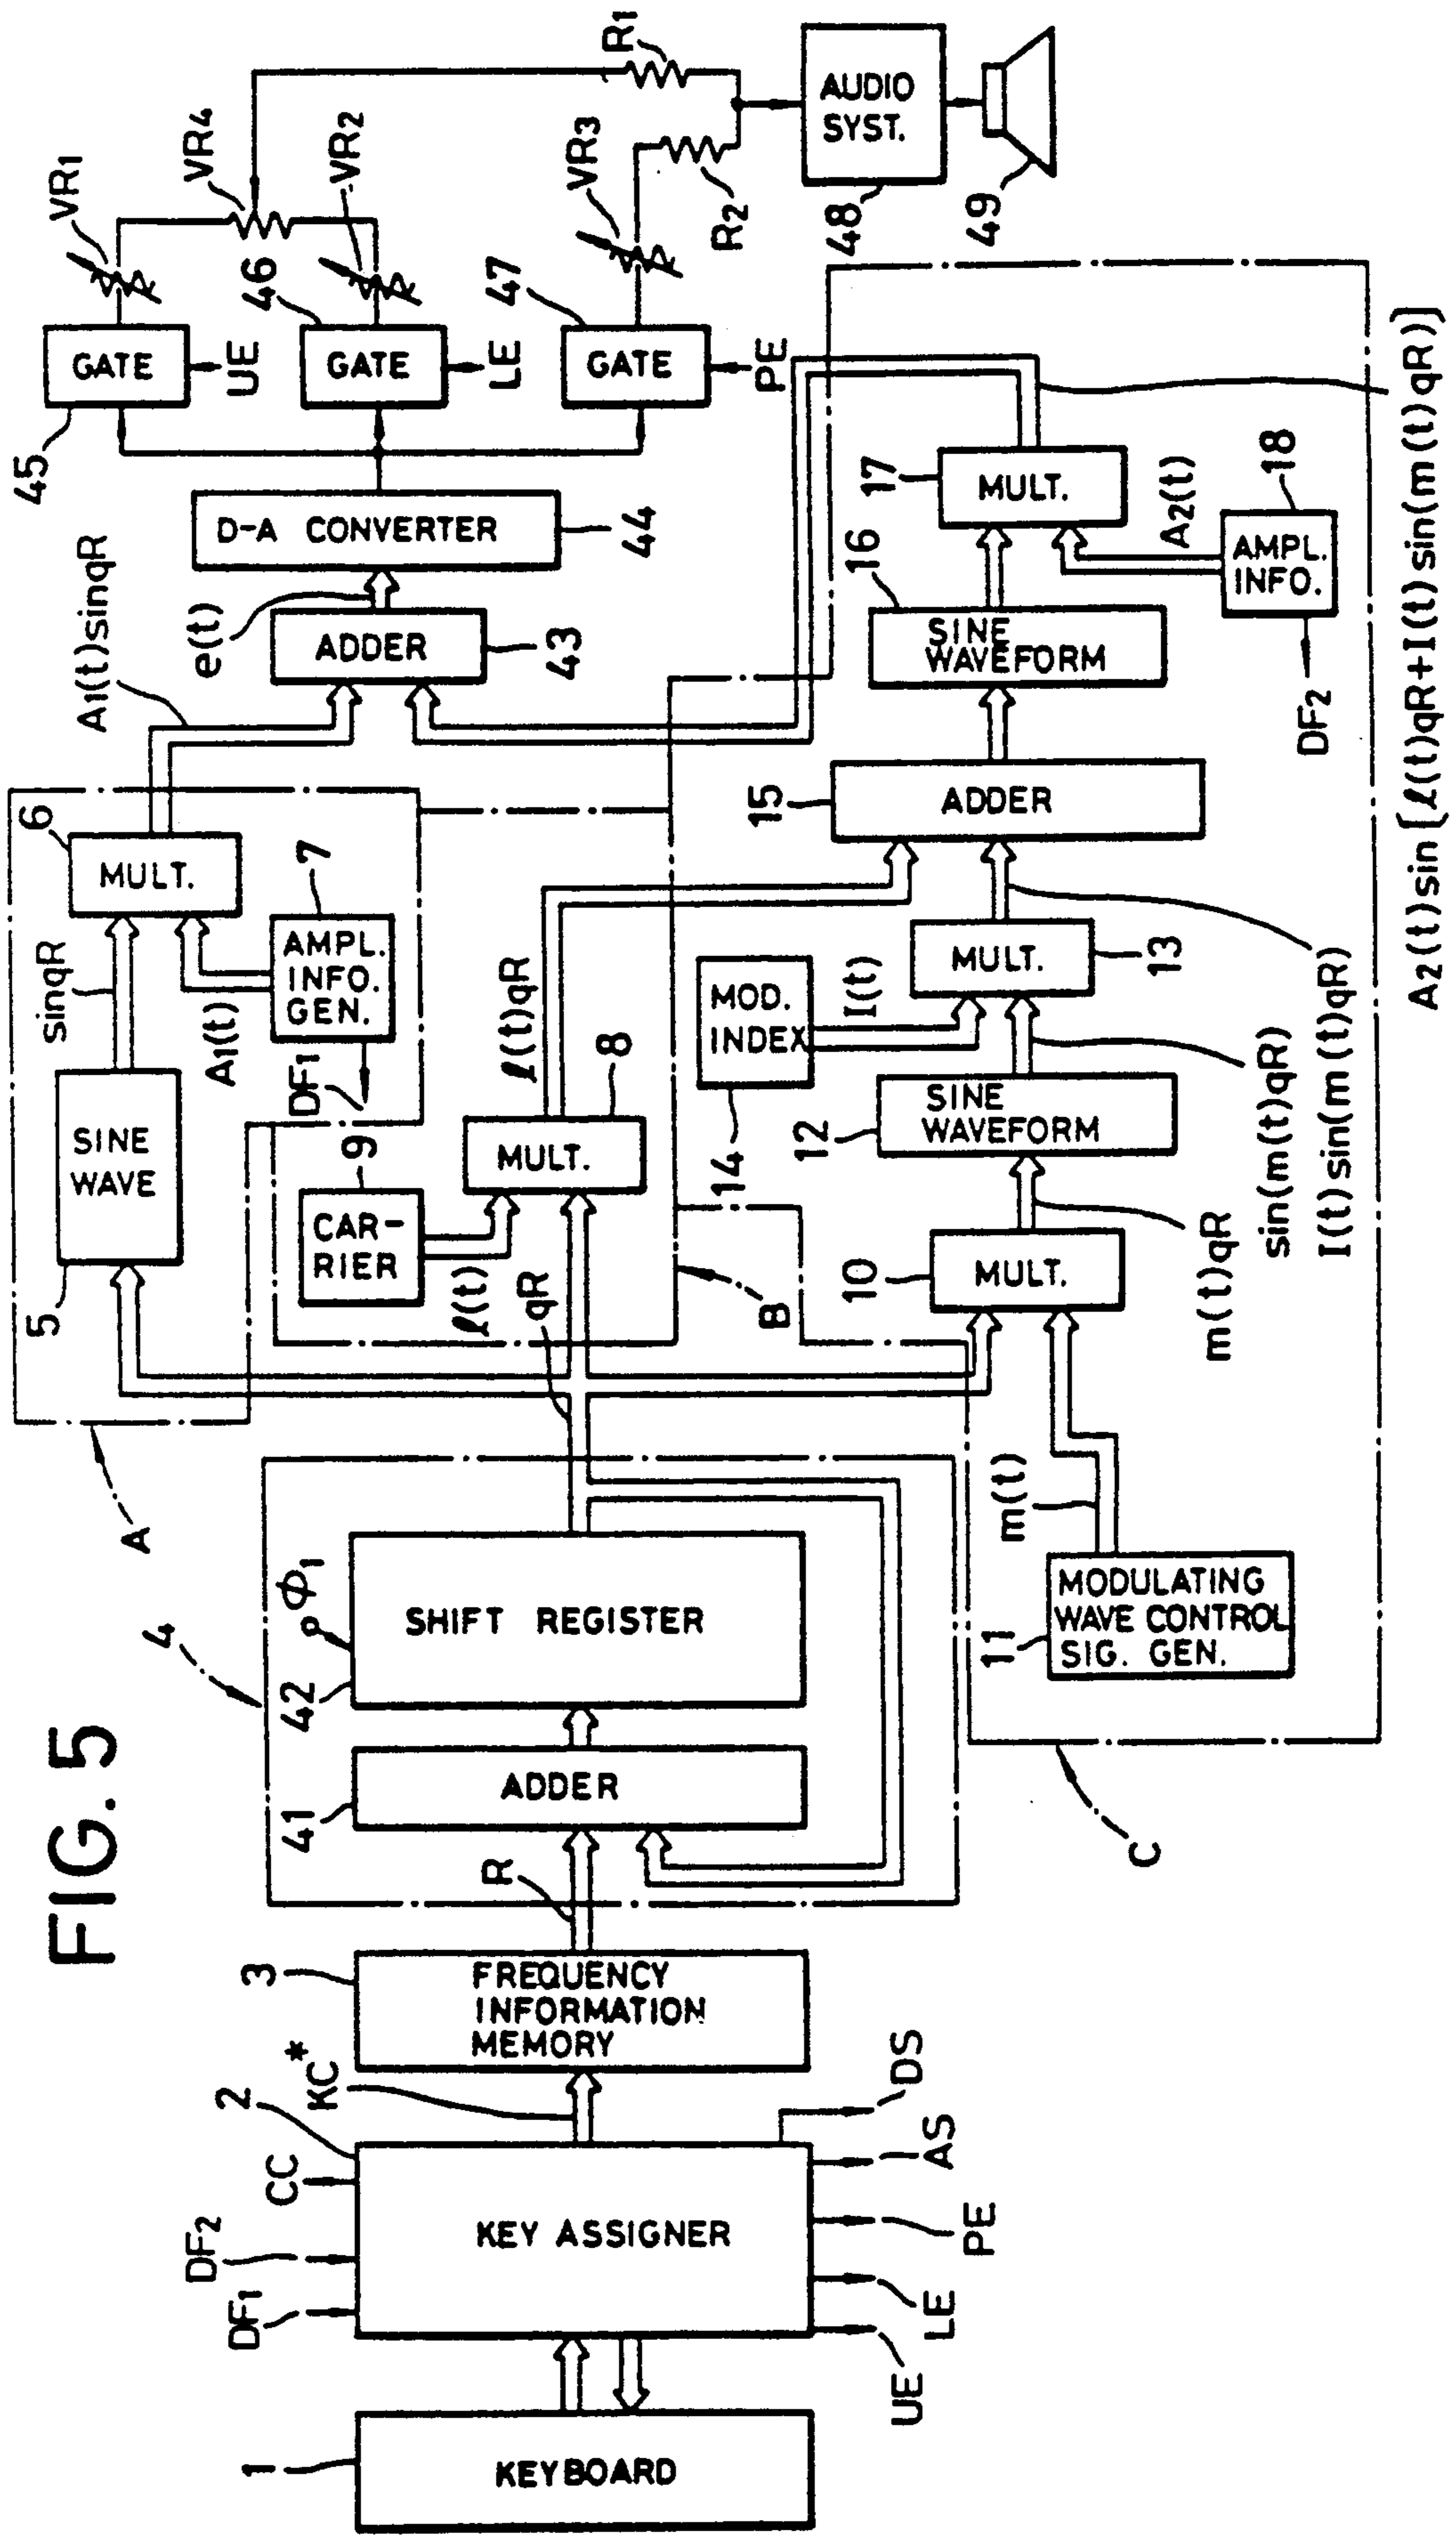 FIG. 5
1
KEYBOARD
DF1
DF2
CC
2
KEY ASSIGNER
UE
LE
PE
AS
DS
KC*
3
FREQUENCY
INFORMATION
MEMORY
R
4
41
ADDER
42
SHIFT REGISTER
Φ1
qR
A
5
SINE
WAVE
sinqR
6
MULT.
7
AMPL.
INFO.
GEN.
A1(t)
DF1
A1(t)sinqR
B
9
CAR-
RIER
ℓ(t)
8
MULT.
ℓ(t)qR
C
11
MODULATING
WAVE CONTROL
SIG. GEN.
m(t)
10
MULT.
m(t)qR
12
SINE
WAVEFORM
sin(m(t)qR)
14
MOD.
INDEX
I(t)
13
MULT.
I(t)sin(m(t)qR)
15
ADDER
16
SINE
WAVEFORM
17
MULT.
18
AMPL.
INFO.
A2(t)
DF2
A2(t)sin{ℓ(t)qR+I(t)sin(m(t)qR)}
43
ADDER
e(t)
44
D-A CONVERTER
45
GATE
UE
46
GATE
LE
47
GATE
PE
VR1
VR4
VR2
VR3
R1
R2
48
AUDIO
SYST.
49